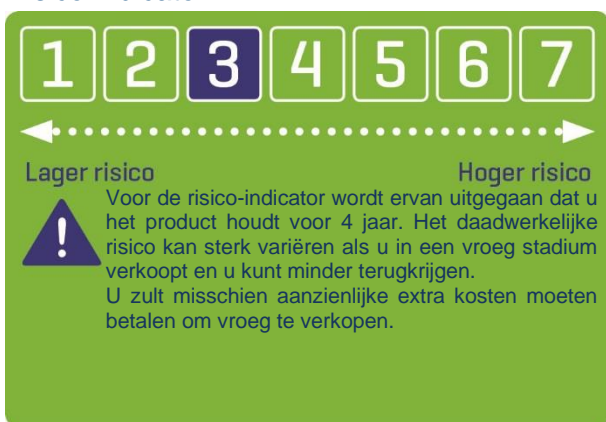 1 2 3 4 5 6 7
Lager risico Hoger risico
Voor de risico-indicator wordt ervan uitgegaan dat u
het product houdt voor 4 jaar. Het daadwerkelijke
risico kan sterk variëren als u in een vroeg stadium
verkoopt en u kunt minder terugkrijgen.
U zult misschien aanzienlijke extra kosten moeten
betalen om vroeg te verkopen.